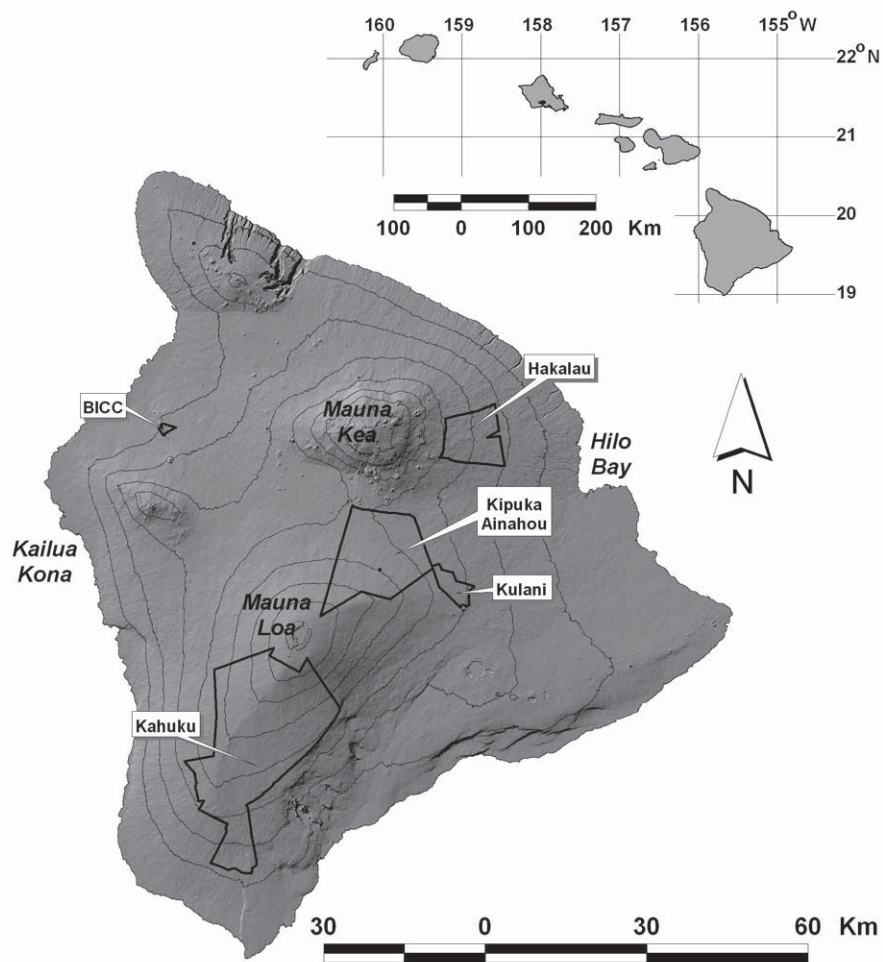 160 159 158 157 156 155°W
22°N
21
20
19
100 0 100 200 Km
Hakalau
BICC
Mauna
Kea
Hilo
Bay
N
Kipuka
Ainahou
Kailua
Kona
Kulani
Mauna
Loa
Kahuku
30 0 30 60 Km